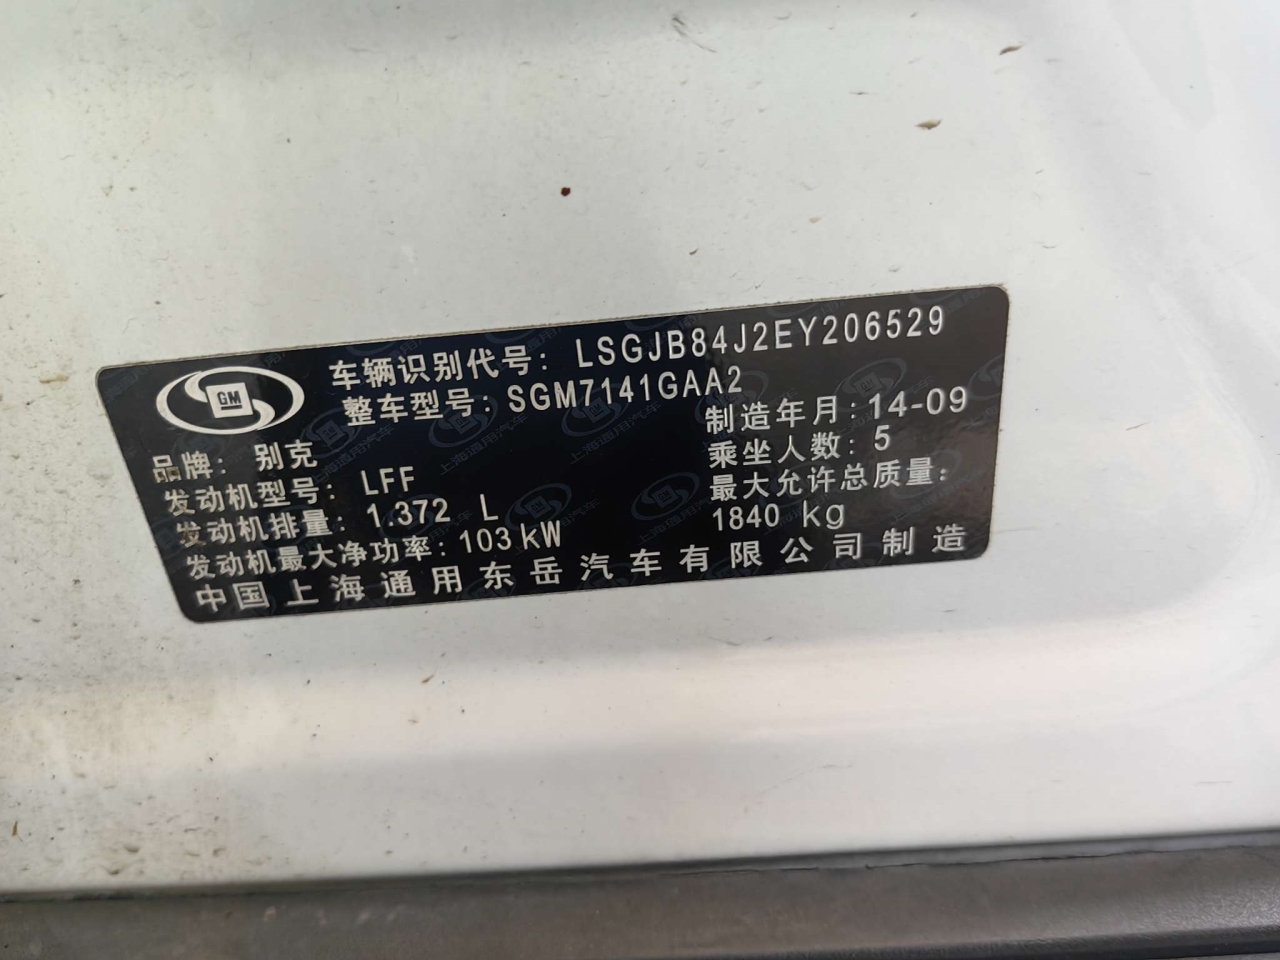 GM
车辆识别代号: LSGJB84J2EY206529
整车型号: SGM7141GAA2
品牌: 别克
制造年月: 14-09
发动机型号: LFF
乘坐人数: 5
发动机排量: 1.372 L
最大允许总质量:
1840 kg
发动机最大净功率: 103kW
中国上海通用东岳汽车有限公司制造